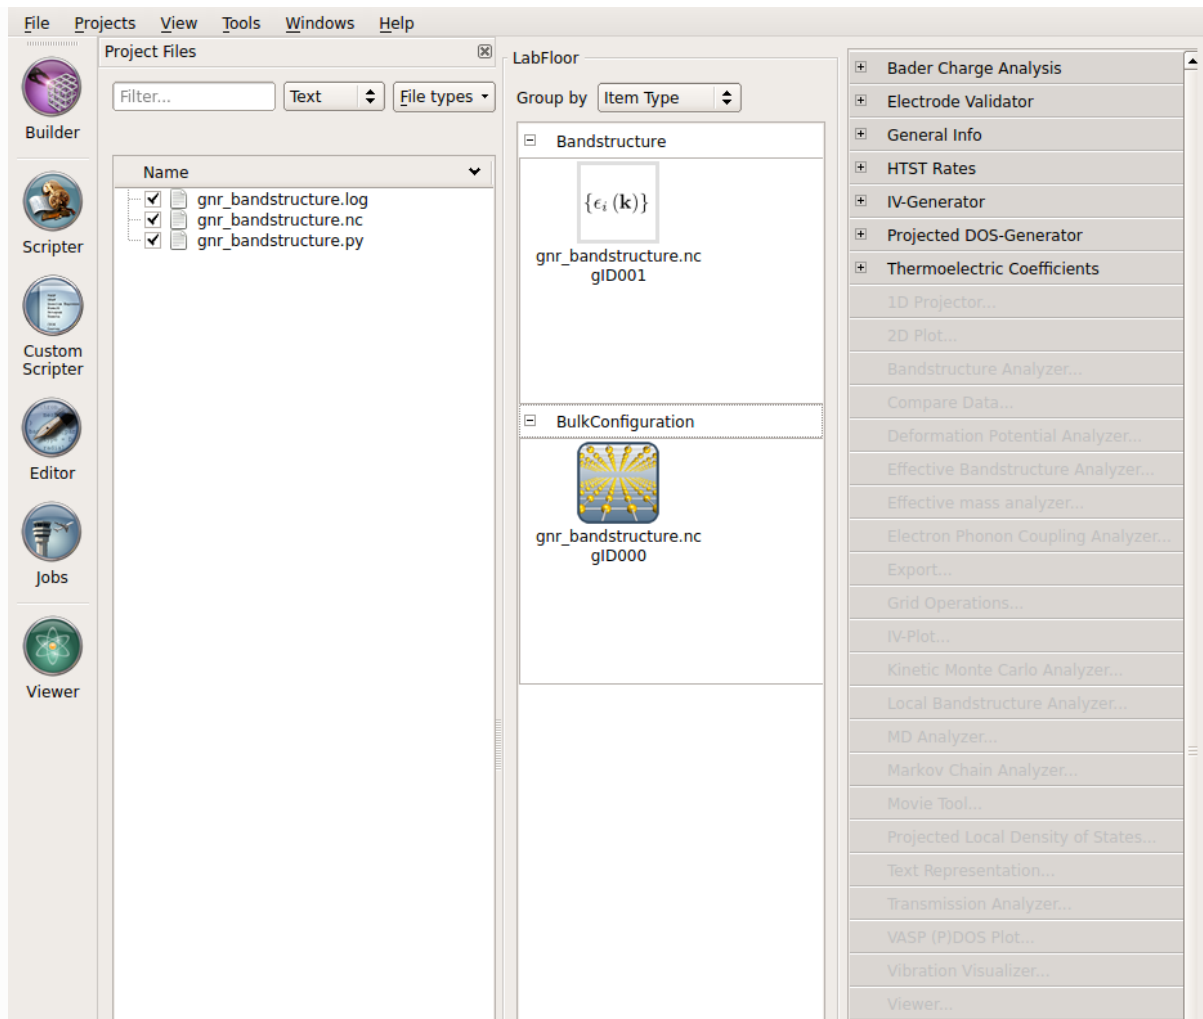 File Projects View Tools Windows Help
Builder
Scripter
Custom
Scripter
Editor
Jobs
Viewer
Project Files
Filter... Text File types
Name
gnr_bandstructure.log
gnr_bandstructure.nc
gnr_bandstructure.py
LabFloor
Group by Item Type
Bandstructure
{ϵi (k)}
gnr_bandstructure.nc
gID001
BulkConfiguration
gnr_bandstructure.nc
gID000
Bader Charge Analysis
Electrode Validator
General Info
HTST Rates
IV-Generator
Projected DOS-Generator
Thermoelectric Coefficients
1D Projector...
2D Plot...
Bandstructure Analyzer...
Compare Data...
Deformation Potential Analyzer...
Effective Bandstructure Analyzer...
Effective mass analyzer...
Electron Phonon Coupling Analyzer...
Export...
Grid Operations...
IV-Plot...
Kinetic Monte Carlo Analyzer...
Local Bandstructure Analyzer...
MD Analyzer...
Markov Chain Analyzer...
Movie Tool...
Projected Local Density of States...
Text Representation...
Transmission Analyzer...
VASP (P)DOS Plot...
Vibration Visualizer...
Viewer...